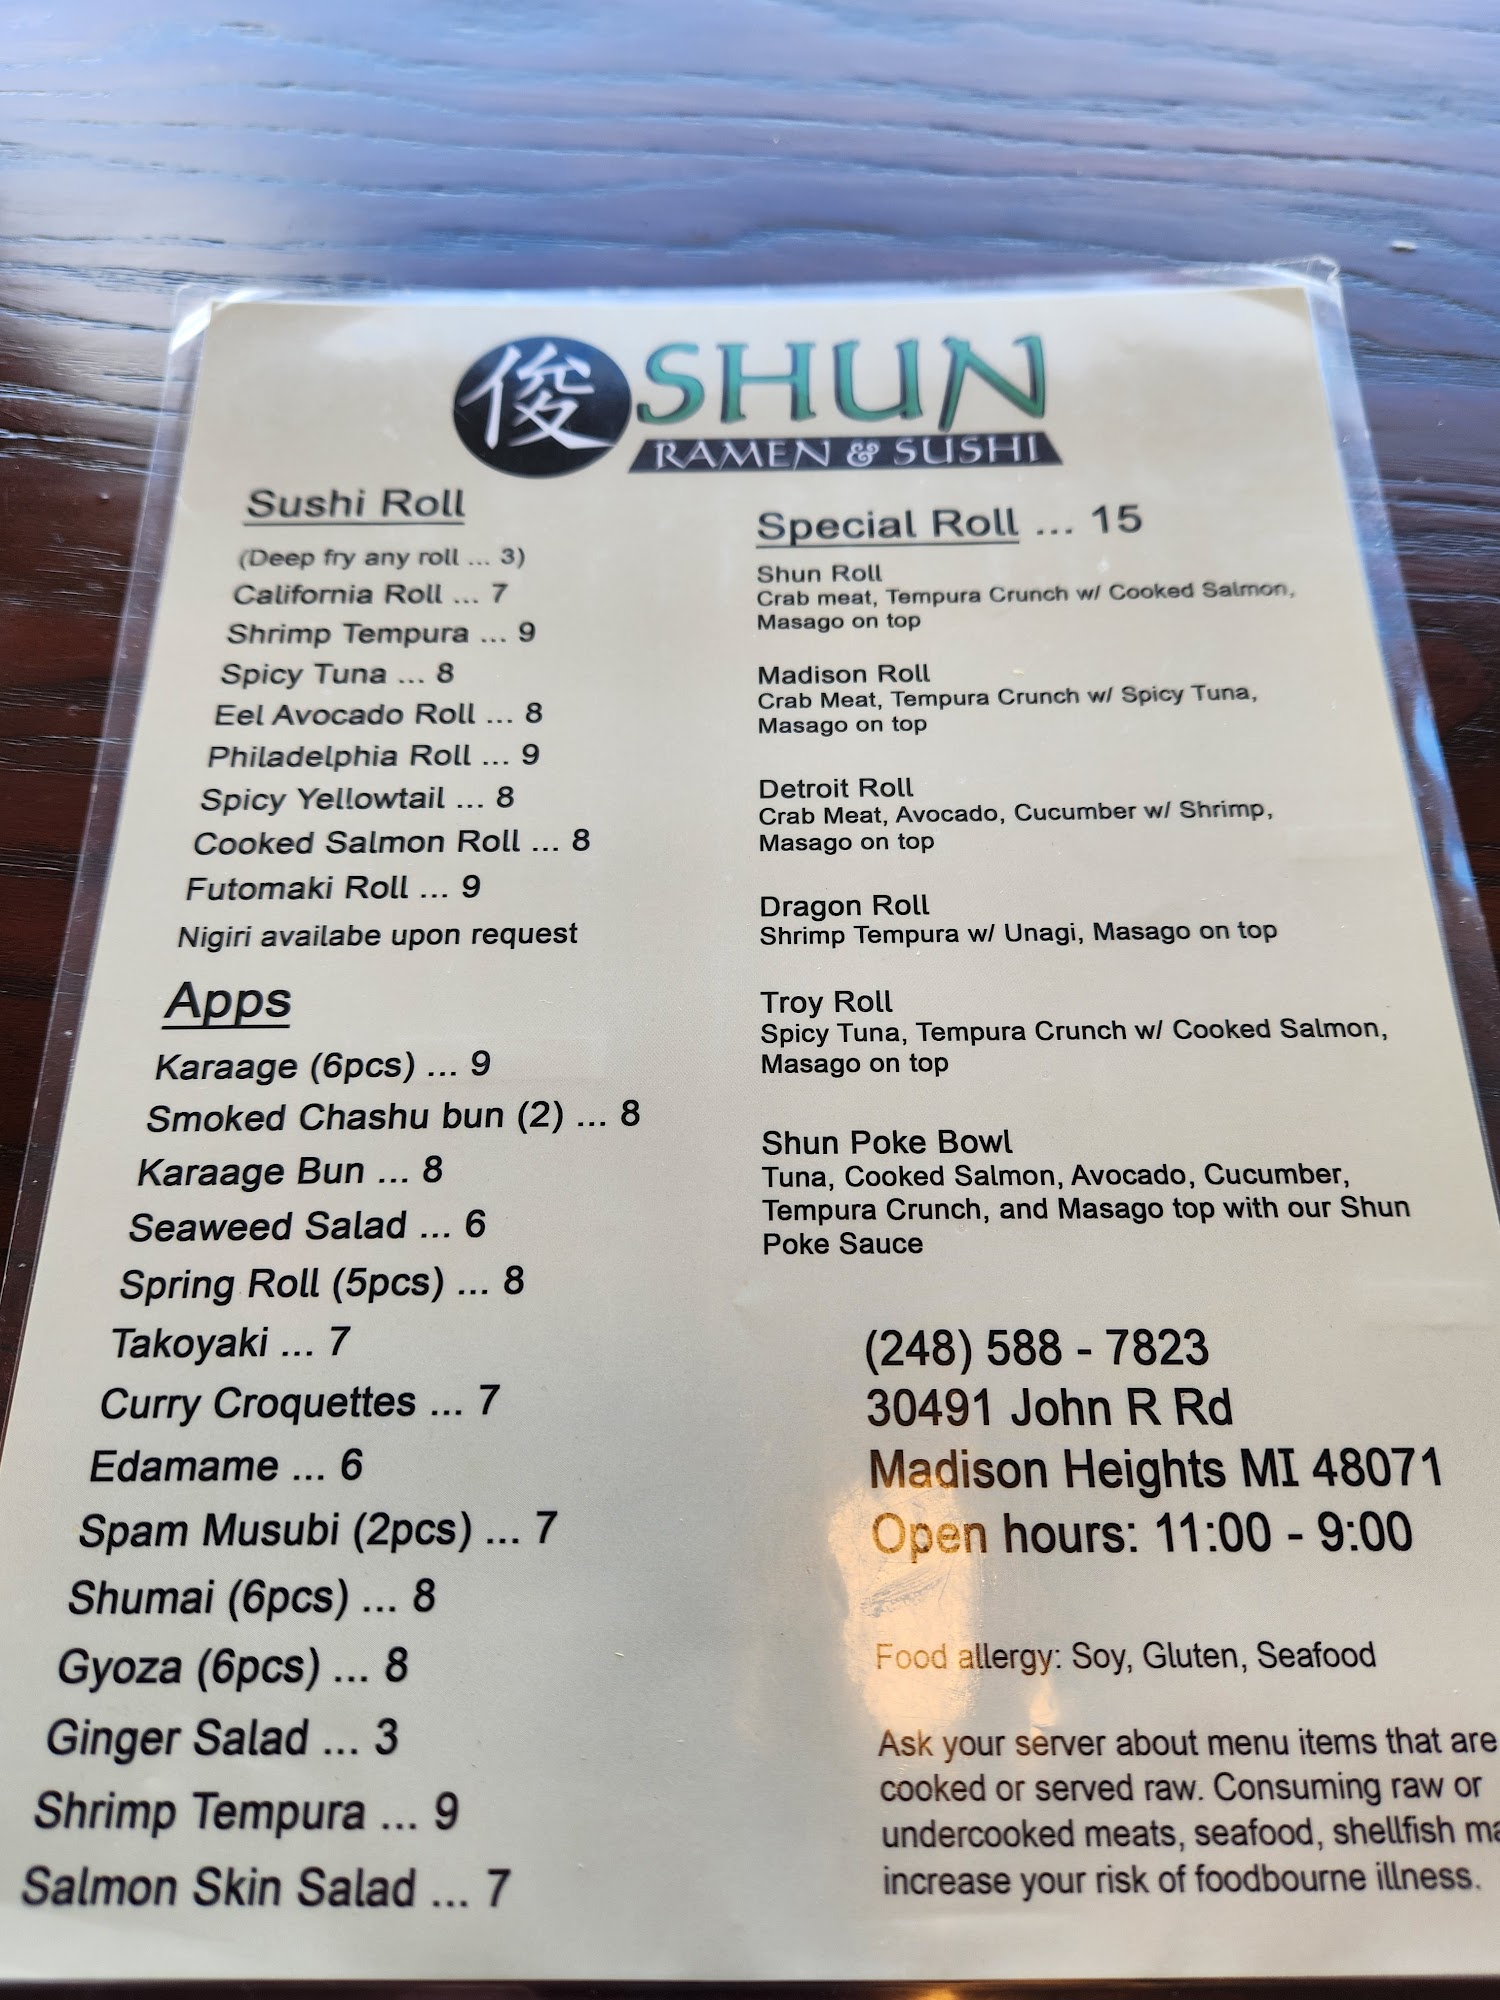 俊 SHUN
RAMEN & SUSHI
Sushi Roll
(Deep fry any roll ... 3)
California Roll ... 7
Shrimp Tempura ... 9
Spicy Tuna ... 8
Eel Avocado Roll ... 8
Philadelphia Roll ... 9
Spicy Yellowtail ... 8
Cooked Salmon Roll ... 8
Futomaki Roll ... 9
Nigiri availabe upon request
Apps
Karaage (6pcs) ... 9
Smoked Chashu bun (2) ... 8
Karaage Bun ... 8
Seaweed Salad ... 6
Spring Roll (5pcs) ... 8
Takoyaki ... 7
Curry Croquettes ... 7
Edamame ... 6
Spam Musubi (2pcs) ... 7
Shumai (6pcs) ... 8
Gyoza (6pcs) ... 8
Ginger Salad ... 3
Shrimp Tempura ... 9
Salmon Skin Salad ... 7
Special Roll ... 15
Shun Roll
Crab meat, Tempura Crunch w/ Cooked Salmon,
Masago on top
Madison Roll
Crab Meat, Tempura Crunch w/ Spicy Tuna,
Masago on top
Detroit Roll
Crab Meat, Avocado, Cucumber w/ Shrimp,
Masago on top
Dragon Roll
Shrimp Tempura w/ Unagi, Masago on top
Troy Roll
Spicy Tuna, Tempura Crunch w/ Cooked Salmon,
Masago on top
Shun Poke Bowl
Tuna, Cooked Salmon, Avocado, Cucumber,
Tempura Crunch, and Masago top with our Shun
Poke Sauce
(248) 588 - 7823
30491 John R Rd
Madison Heights MI 48071
Open hours: 11:00 - 9:00
Food allergy: Soy, Gluten, Seafood
Ask your server about menu items that are
cooked or served raw. Consuming raw or
undercooked meats, seafood, shellfish
increase your risk of foodbourne illness.